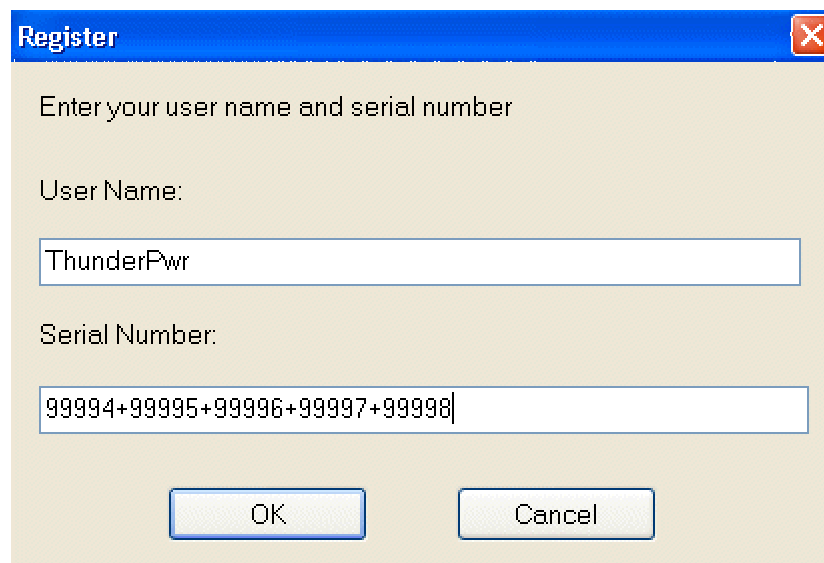 Register
Enter your user name and serial number
User Name:
ThunderPwr
Serial Number:
99994+99995+99996+99997+99998
OK
Cancel